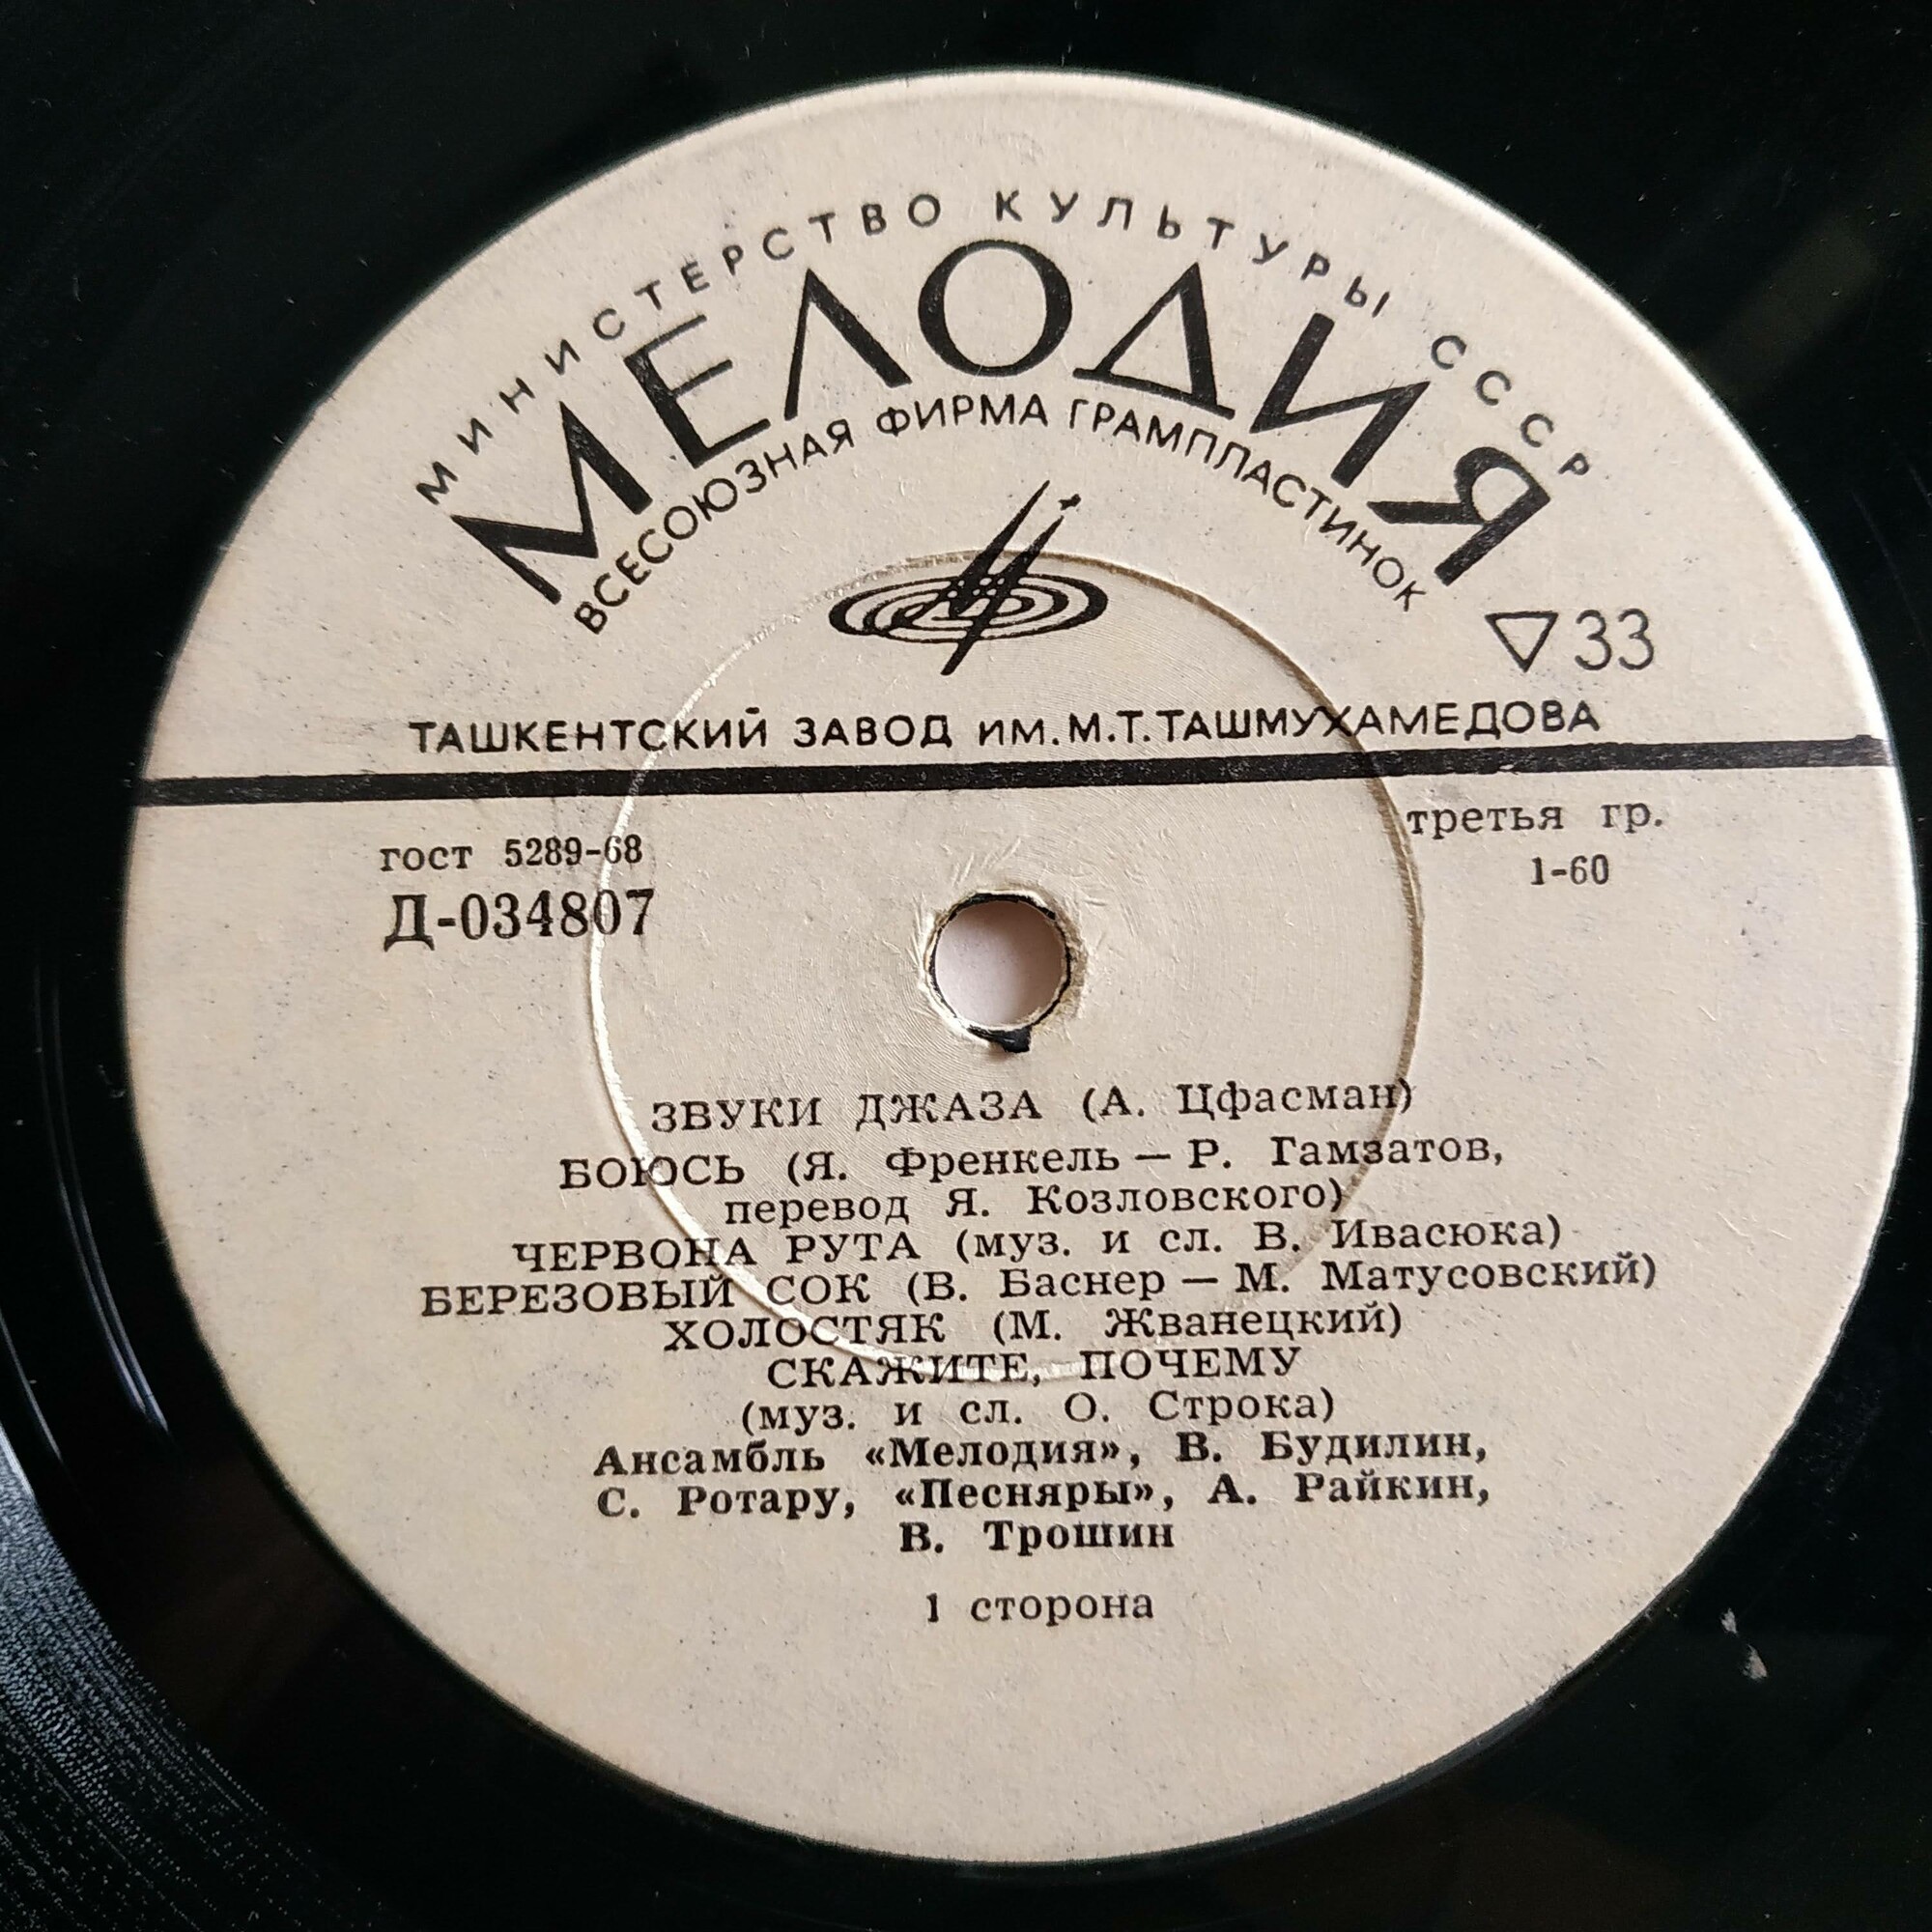 МИНИСТЕРСТВО КУЛЬТУРЫ СССР
МЕЛОДИЯ
ВСЕСОЮЗНАЯ ФИРМА ГРАМПЛАСТИНОК
33
ТАШКЕНТСКИЙ ЗАВОД ИМ. М.Т. ТАШМУХАМЕДОВА
гост 5289-68
третья гр.
Д-034807
1-60
ЗВУКИ ДЖАЗА (А. Цфасман)
БОЮСЬ (Я. Френкель — Р. Гамзатов,
перевод Я. Козловского)
ЧЕРВОНА РУТА (муз. и сл. В. Ивасюка)
БЕРЕЗОВЫЙ СОК (В. Баснер — М. Матусовский)
ХОЛОСТЯК (М. Жванецкий)
СКАЖИТЕ, ПОЧЕМУ
(муз. и сл. О. Строка)
Ансамбль «Мелодия», В. Будилин,
С. Ротару, «Песняры», А. Райкин,
В. Трошин
1 сторона